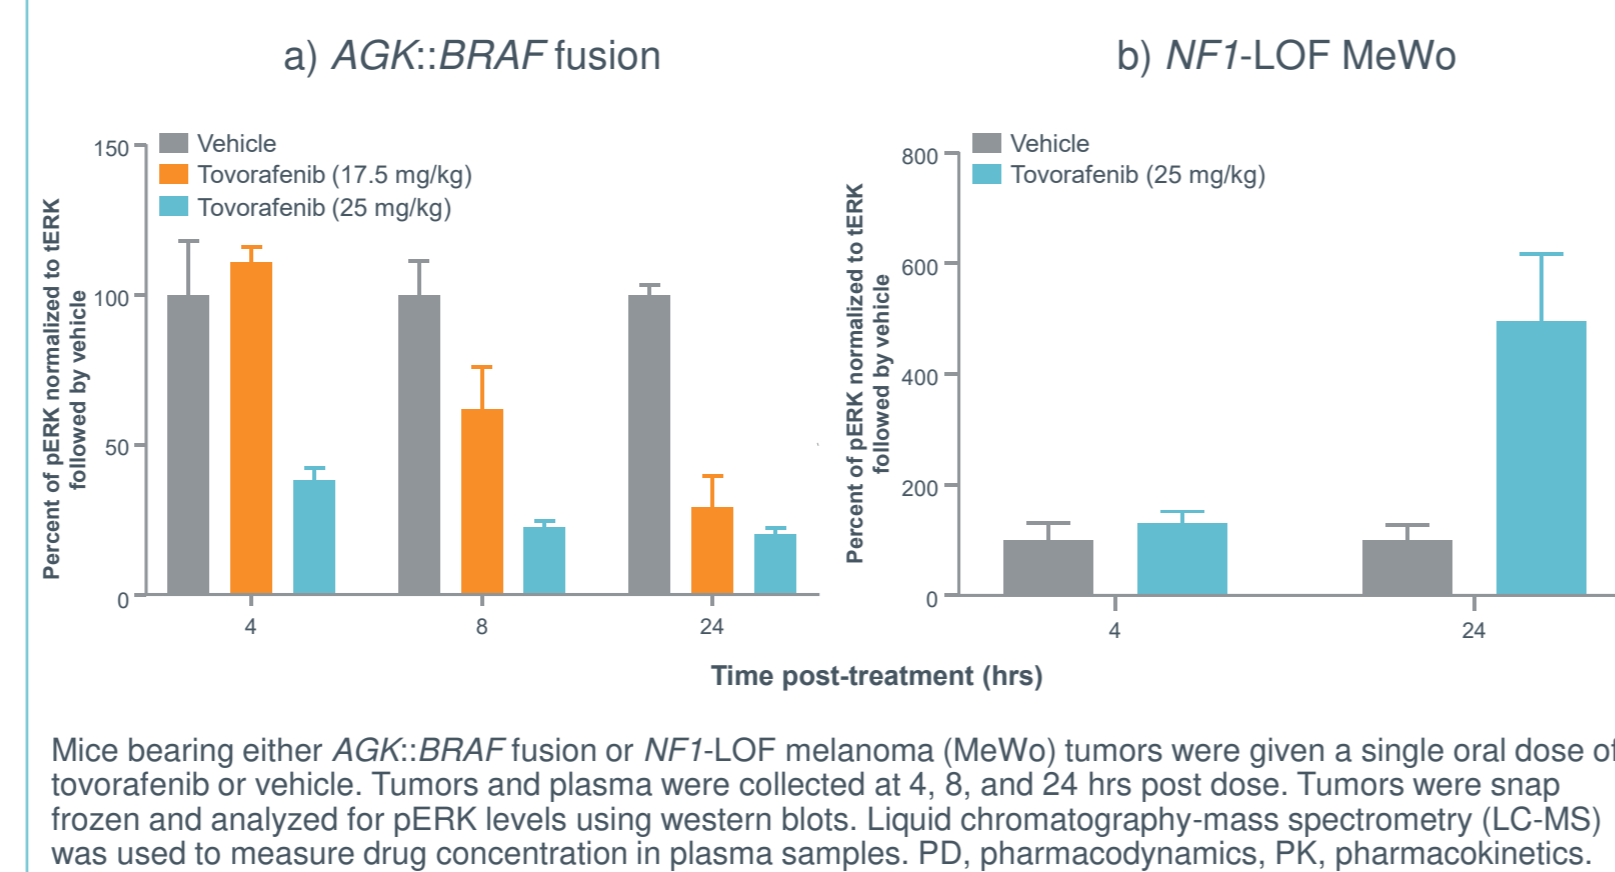 a) AGK::BRAF fusion
150
100
50
0
Percent of pERK normalized to tERK
followed by vehicle
Vehicle
Tovorafenib (17.5 mg/kg)
Tovorafenib (25 mg/kg)
4
8
24
b) NF1-LOF MeWo
800
600
400
200
0
Percent of pERK normalized to tERK
followed by vehicle
Vehicle
Tovorafenib (25 mg/kg)
4
24
Time post-treatment (hrs)
Mice bearing either AGK::BRAF fusion or NF1-LOF melanoma (MeWo) tumors were given a single oral dose of
tovorafenib or vehicle. Tumors and plasma were collected at 4, 8, and 24 hrs post dose. Tumors were snap
frozen and analyzed for pERK levels using western blots. Liquid chromatography-mass spectrometry (LC-MS)
was used to measure drug concentration in plasma samples. PD, pharmacodynamics, PK, pharmacokinetics.